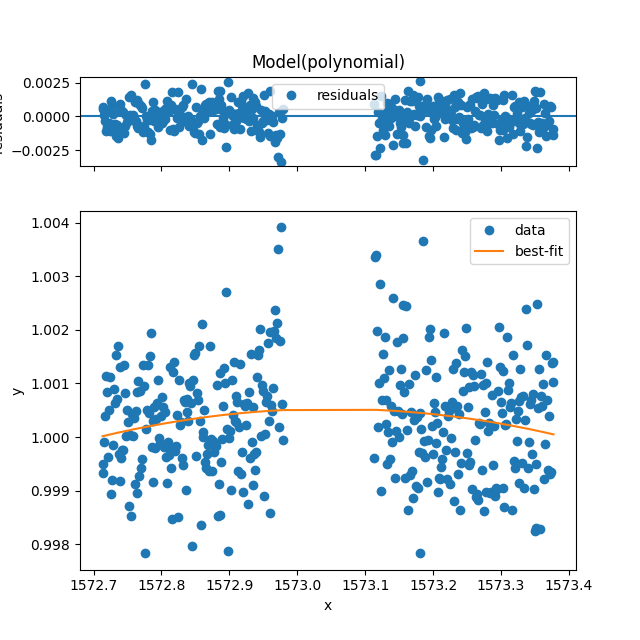 Model(polynomial)
0.0025
0.0000
−0.0025
residuals
residuals
1.004
1.003
1.002
1.001
1.000
0.999
0.998
y
data
best-fit
1572.7 1572.8 1572.9 1573.0 1573.1 1573.2 1573.3 1573.4
x